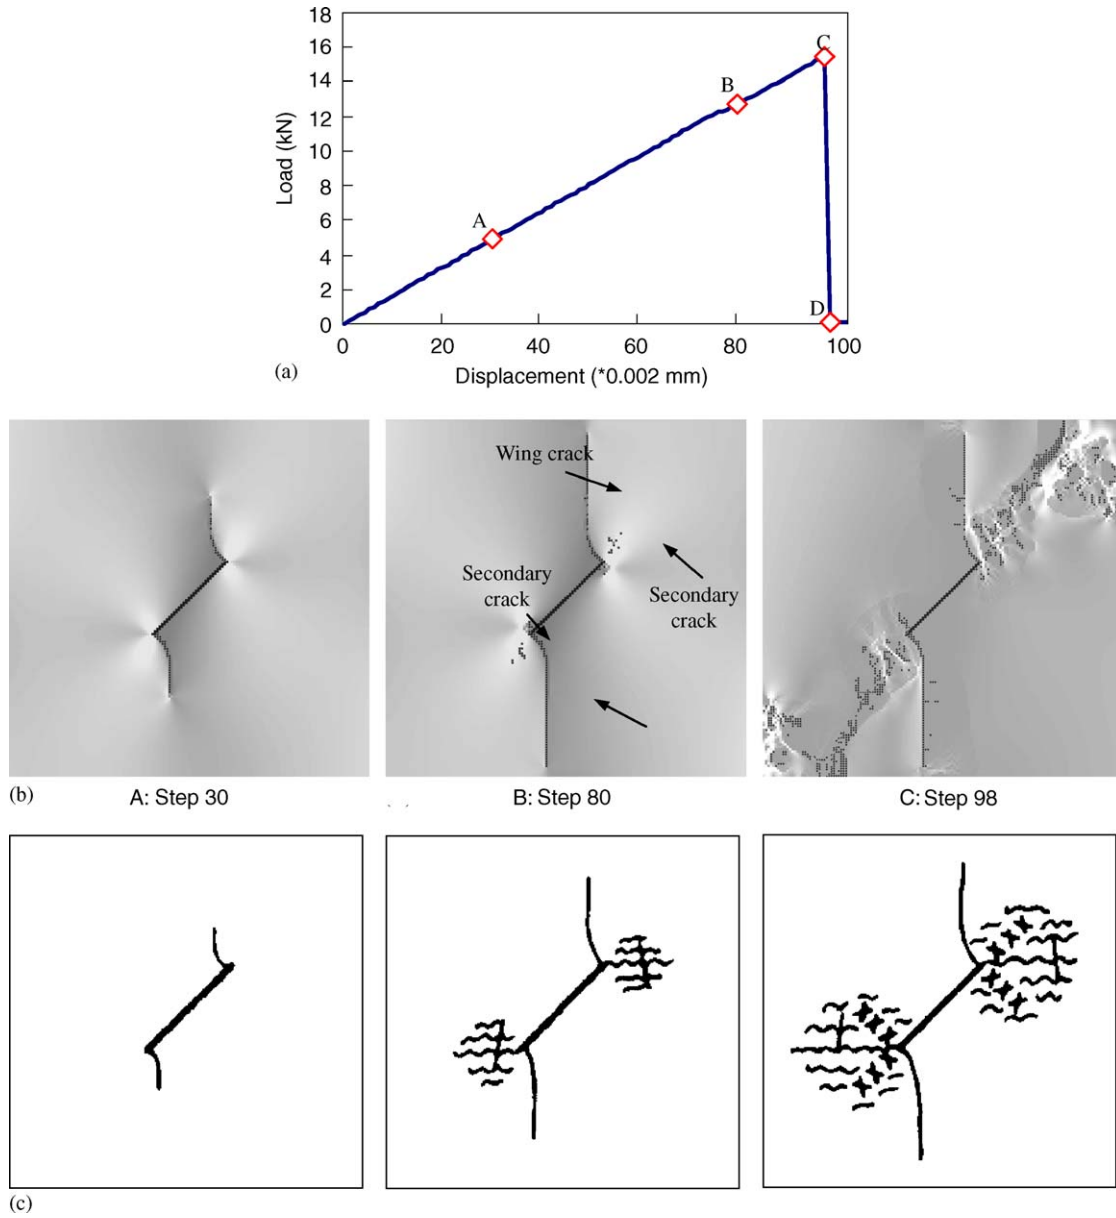 18
16
14
12
10
8
6
4
2
0
Load (kN)
A
B
C
D
0 20 40 60 80 100
Displacement (*0.002 mm)
(a)
Wing crack
Secondary
crack
Secondary
crack
(b)
A: Step 30
B: Step 80
C: Step 98
(c)